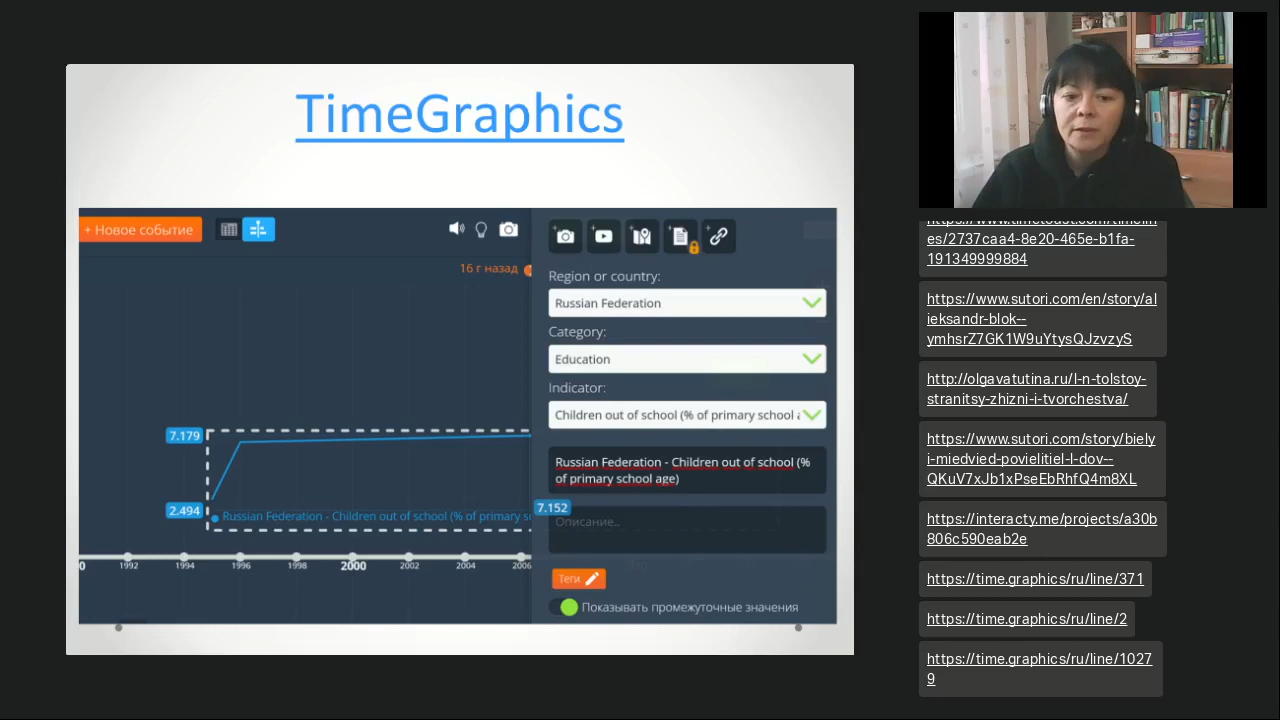 TimeGraphics
+ Новое событие
16 г назад
Region or country:
Russian Federation
Category:
Education
Indicator:
Children out of school (% of primary school a
Russian Federation - Children out of school (%
of primary school age)
7.179
2.494
Russian Federation - Children out of school (% of primary s
7.152
Описание..
1992 1994 1996 1998 2000 2002 2004 2006
Теги
Показывать промежуточные значения
https://www.timetoast.com/timelin
es/2737caa4-8e20-465e-b1fa-
191349999884
https://www.sutori.com/en/story/al
ieksandr-blok--
ymhsrZ7GK1W9uYtysQJzvzyS
http://olgavatutina.ru/l-n-tolstoy-
stranitsy-zhizni-i-tvorchestva/
https://www.sutori.com/story/biely
i-miedvied-povielitiel-l-dov--
QKuV7xJb1xPseEbRhfQ4m8XL
https://interacty.me/projects/a30b
806c590eab2e
https://time.graphics/ru/line/371
https://time.graphics/ru/line/2
https://time.graphics/ru/line/1027
9